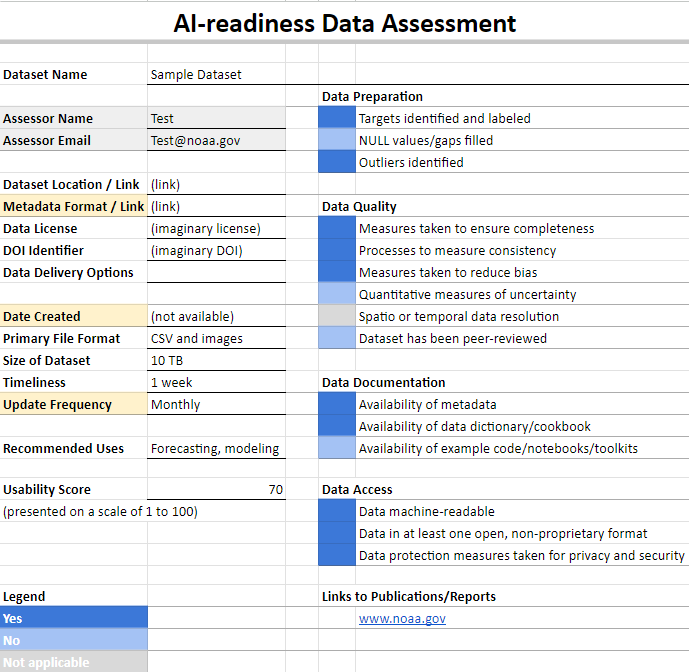 AI-readiness Data Assessment
Dataset Name Sample Dataset
Data Preparation
Assessor Name Test Targets identified and labeled
Assessor Email Test@noaa.gov NULL values/gaps filled
Outliers identified
Dataset Location / Link (link)
Metadata Format / Link (link) Data Quality
Data License (imaginary license) Measures taken to ensure completeness
DOI Identifier (imaginary DOI) Processes to measure consistency
Data Delivery Options Measures taken to reduce bias
Quantitative measures of uncertainty
Date Created (not available) Spatio or temporal data resolution
Primary File Format CSV and images Dataset has been peer-reviewed
Size of Dataset 10 TB
Timeliness 1 week Data Documentation
Update Frequency Monthly Availability of metadata
Availability of data dictionary/cookbook
Recommended Uses Forecasting, modeling Availability of example code/notebooks/toolkits
Usability Score 70 Data Access
(presented on a scale of 1 to 100) Data machine-readable
Data in at least one open, non-proprietary format
Data protection measures taken for privacy and security
Legend Links to Publications/Reports
Yes www.noaa.gov
No
Not applicable